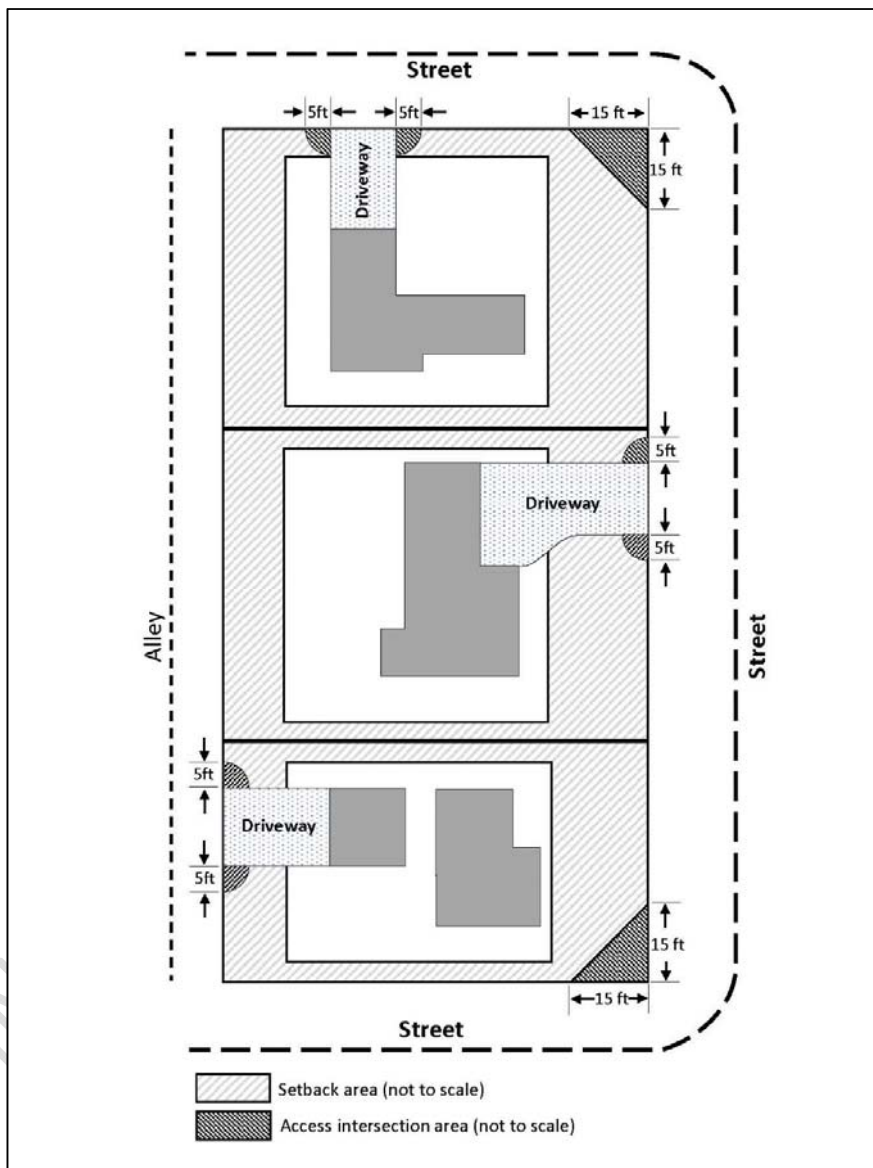 Street
5ft
5ft
15 ft
15 ft
Driveway
5ft
Driveway
5ft
Alley
Street
5ft
Driveway
5ft
15 ft
15 ft
Street
Setback area (not to scale)
Access intersection area (not to scale)